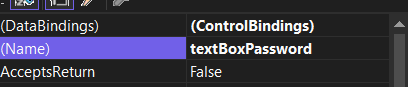 (DataBindings) (ControlBindings)
(Name) textBoxPassword
AcceptsReturn False